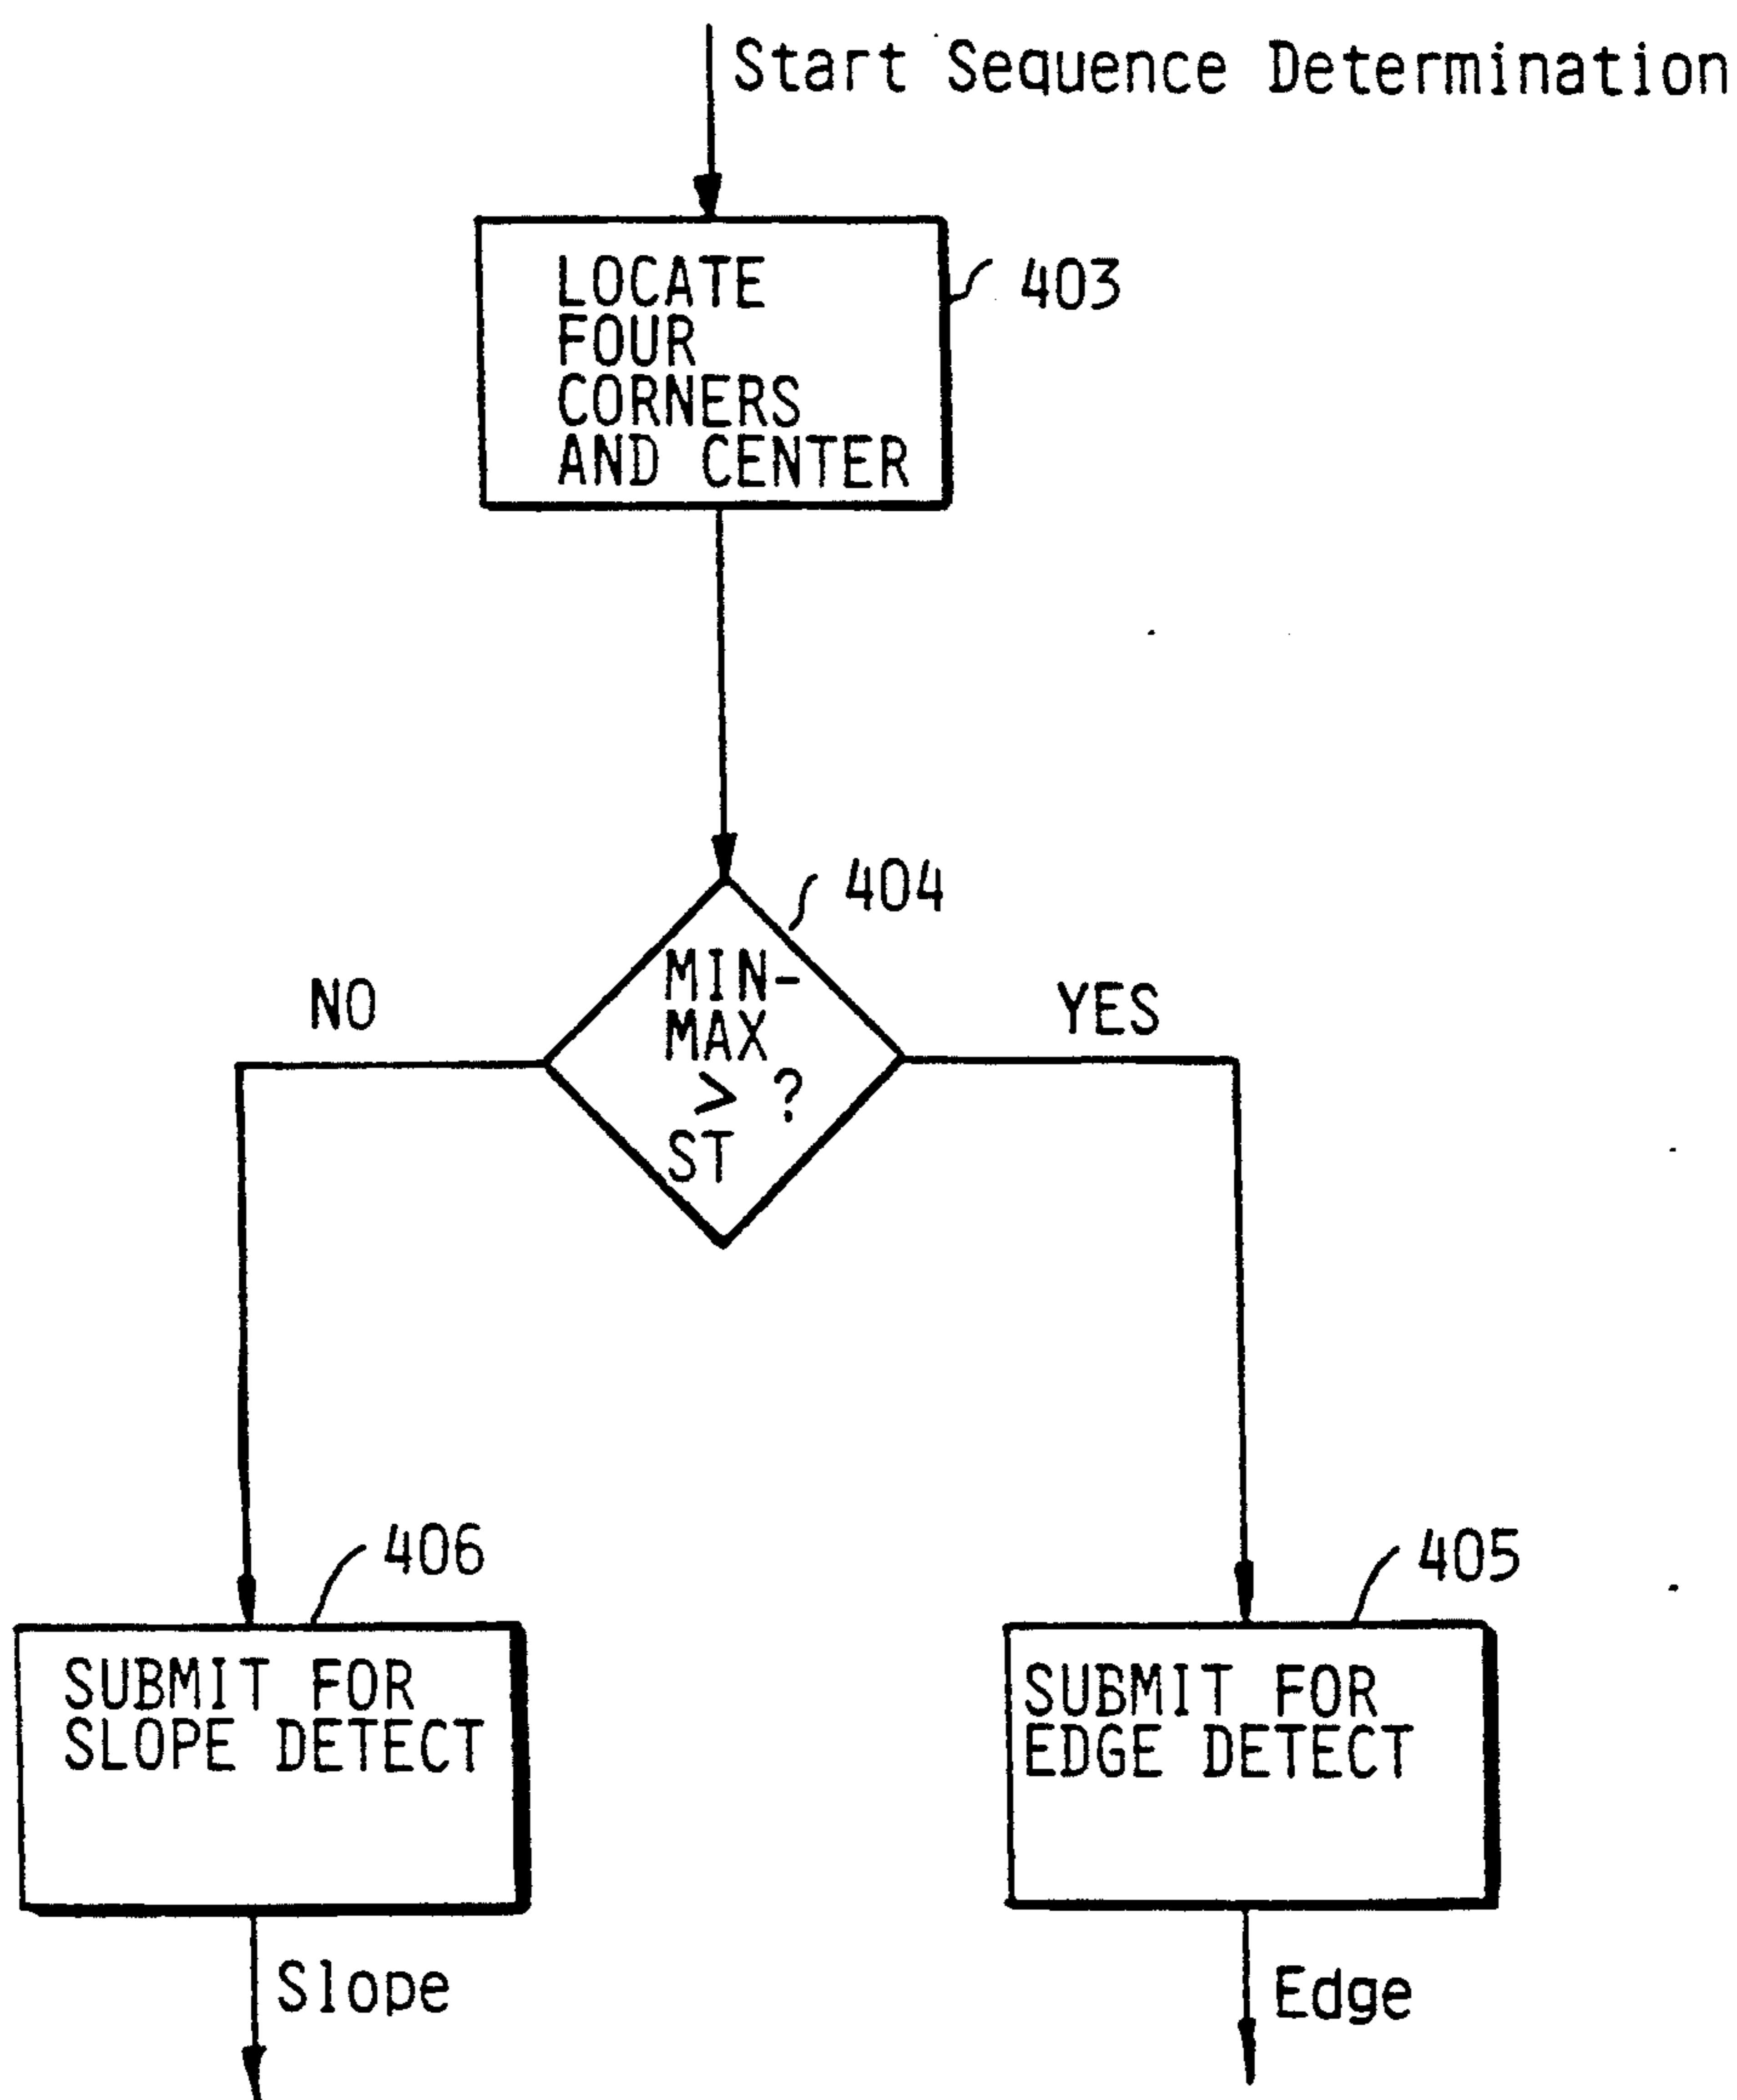 Start Sequence Determination
LOCATE
FOUR
CORNERS
AND CENTER
403
404
MIN-
MAX
> ?
ST
NO
YES
406
405
SUBMIT FOR
SLOPE DETECT
SUBMIT FOR
EDGE DETECT
Slope
Edge